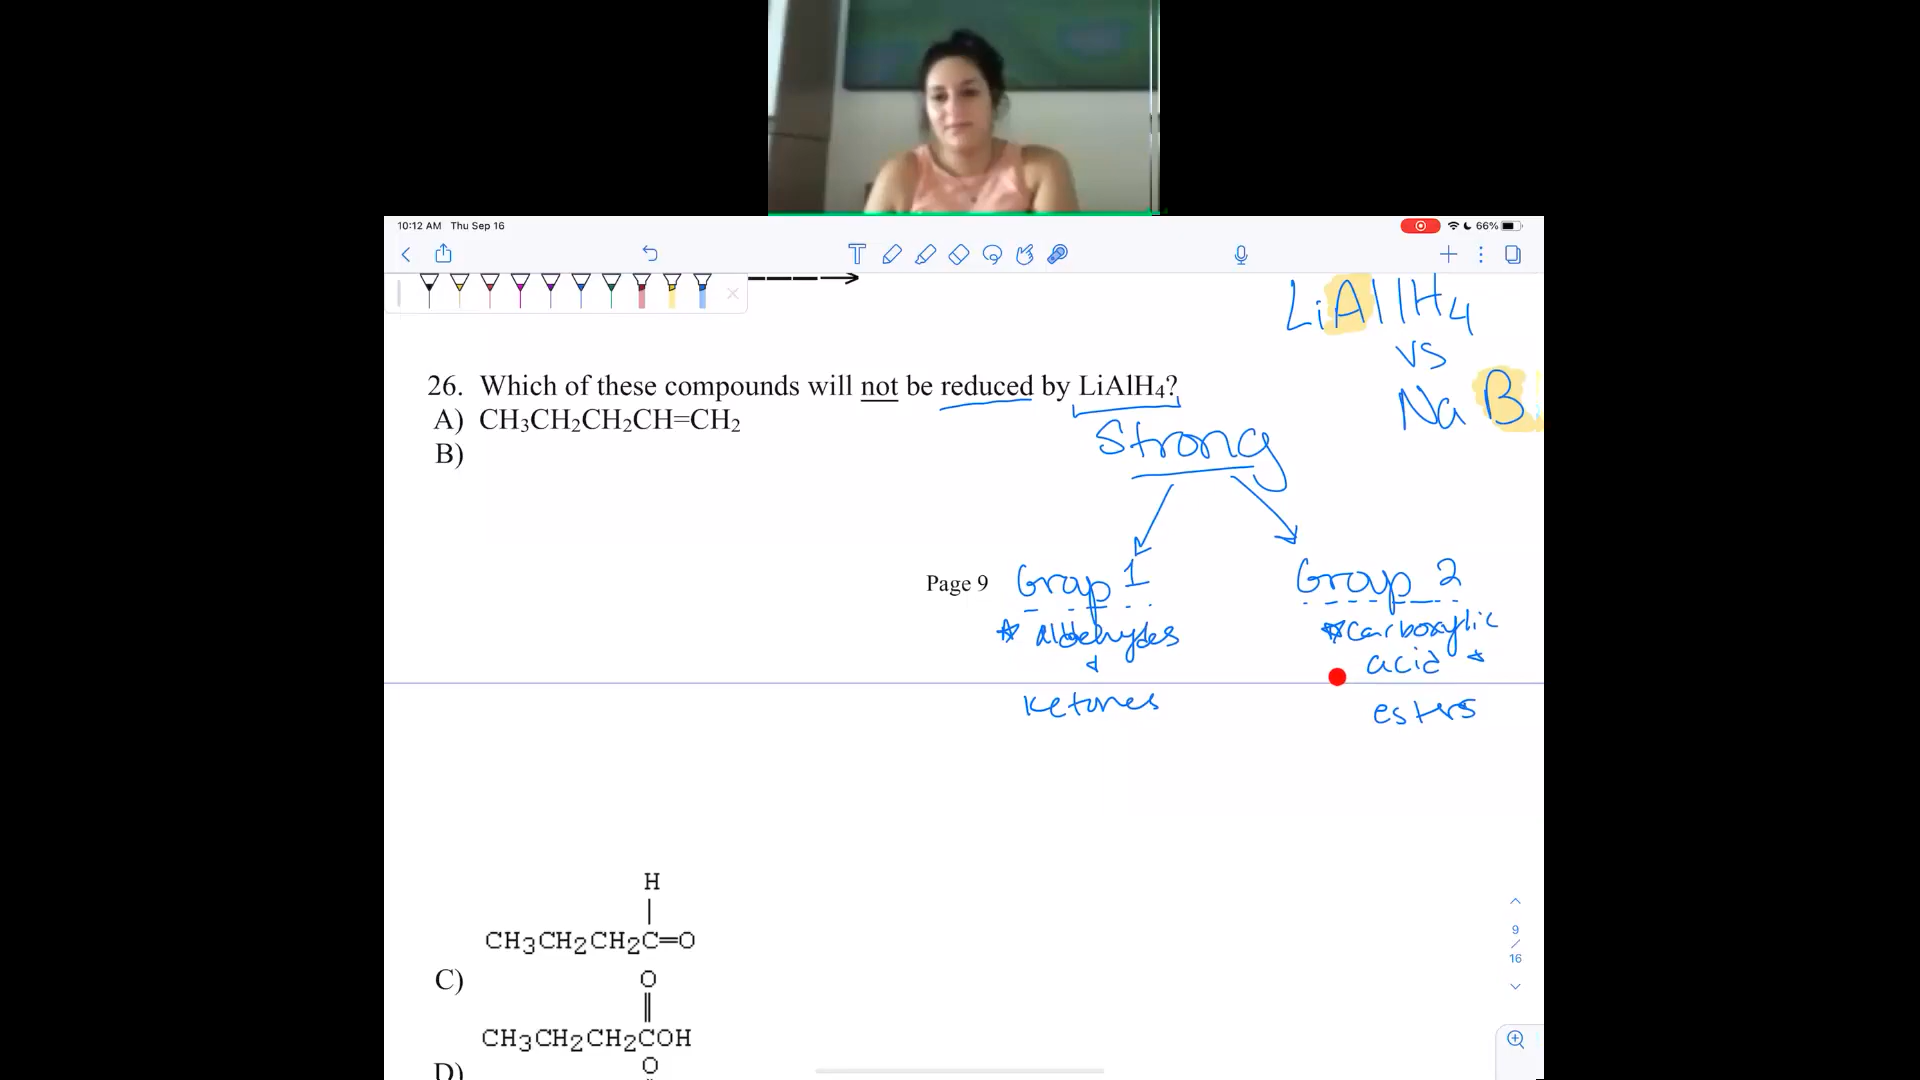 10:12 AM Thu Sep 16
66%
LiAlH4
vs
Na B
26. Which of these compounds will not be reduced by LiAlH4?
A) CH3CH2CH2CH=CH2
B)
Strong
Page 9
Group 1
Group 2
aldehydes
+
ketones
carboxylic
acid +
esters
H
|
CH3CH2CH2C=O
C)
O
||
CH3CH2CH2COH
D)
O
9
/
16